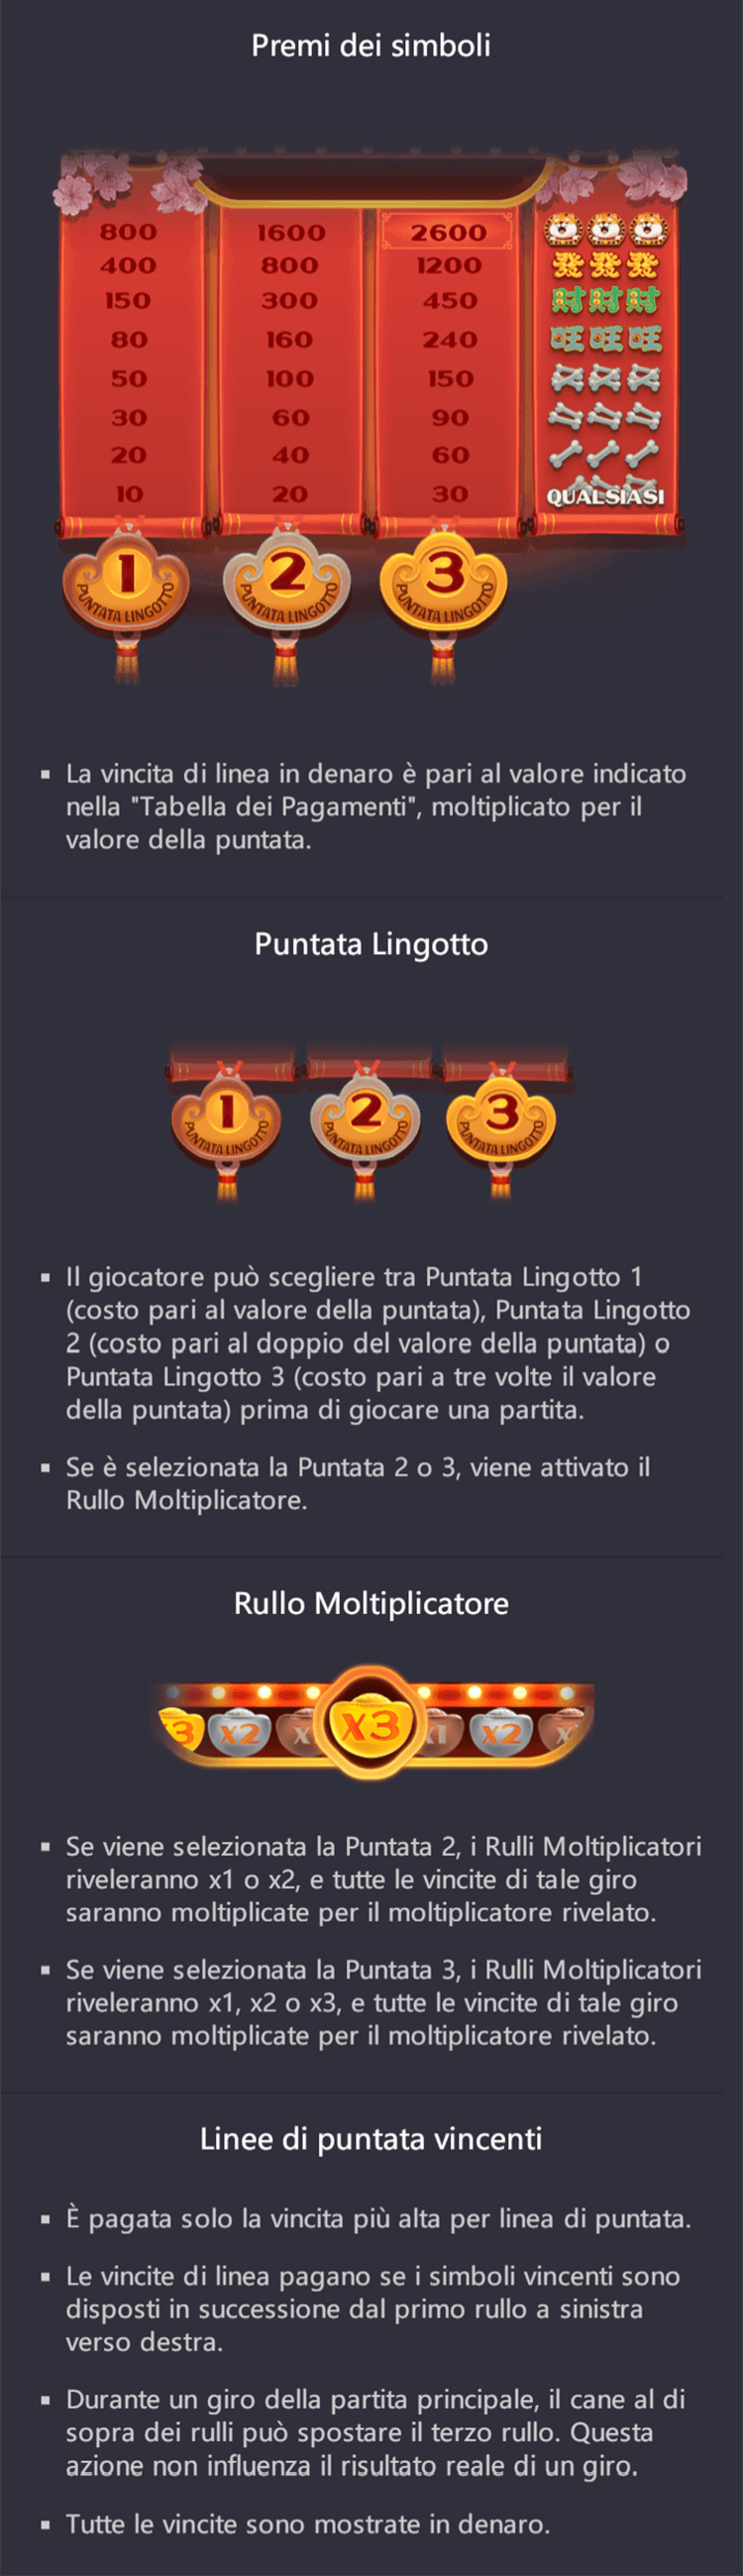 Premi dei simboli
800 1600 2600
400 800 1200 發發發
150 300 450 財財財
80 160 240 旺旺旺
50 100 150
30 60 90
20 40 60
10 20 30 QUALSIASI
1 2 3
PUNTATA LINGOTTO PUNTATA LINGOTTO PUNTATA LINGOTTO
▪ La vincita di linea in denaro è pari al valore indicato
nella "Tabella dei Pagamenti", moltiplicato per il
valore della puntata.
Puntata Lingotto
1 2 3
PUNTATA LINGOTTO PUNTATA LINGOTTO PUNTATA LINGOTTO
▪ Il giocatore può scegliere tra Puntata Lingotto 1
(costo pari al valore della puntata), Puntata Lingotto
2 (costo pari al doppio del valore della puntata) o
Puntata Lingotto 3 (costo pari a tre volte il valore
della puntata) prima di giocare una partita.
▪ Se è selezionata la Puntata 2 o 3, viene attivato il
Rullo Moltiplicatore.
Rullo Moltiplicatore
3 X2 X X3 X1 X2 X
▪ Se viene selezionata la Puntata 2, i Rulli Moltiplicatori
riveleranno x1 o x2, e tutte le vincite di tale giro
saranno moltiplicate per il moltiplicatore rivelato.
▪ Se viene selezionata la Puntata 3, i Rulli Moltiplicatori
riveleranno x1, x2 o x3, e tutte le vincite di tale giro
saranno moltiplicate per il moltiplicatore rivelato.
Linee di puntata vincenti
▪ È pagata solo la vincita più alta per linea di puntata.
▪ Le vincite di linea pagano se i simboli vincenti sono
disposti in successione dal primo rullo a sinistra
verso destra.
▪ Durante un giro della partita principale, il cane al di
sopra dei rulli può spostare il terzo rullo. Questa
azione non influenza il risultato reale di un giro.
▪ Tutte le vincite sono mostrate in denaro.